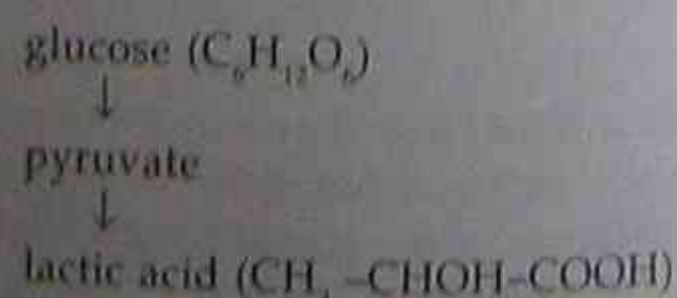 glucose (C₆H₁₂O₆)
↓
pyruvate
↓
lactic acid (CH₃ –CHOH–COOH)